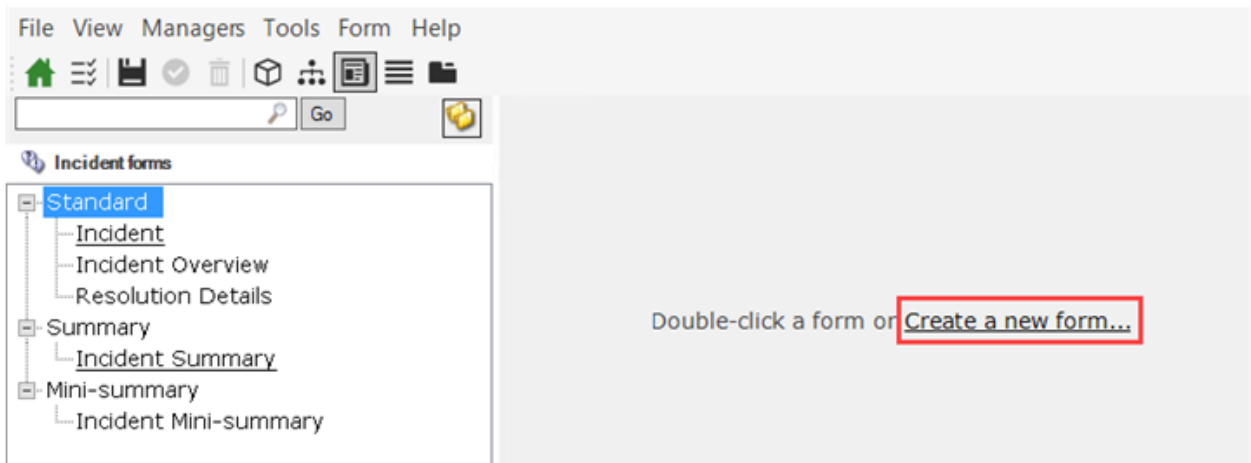 File View Managers Tools Form Help
Go
Incident forms
Standard
Incident
Incident Overview
Resolution Details
Summary
Incident Summary
Mini-summary
Incident Mini-summary
Double-click a form or Create a new form...